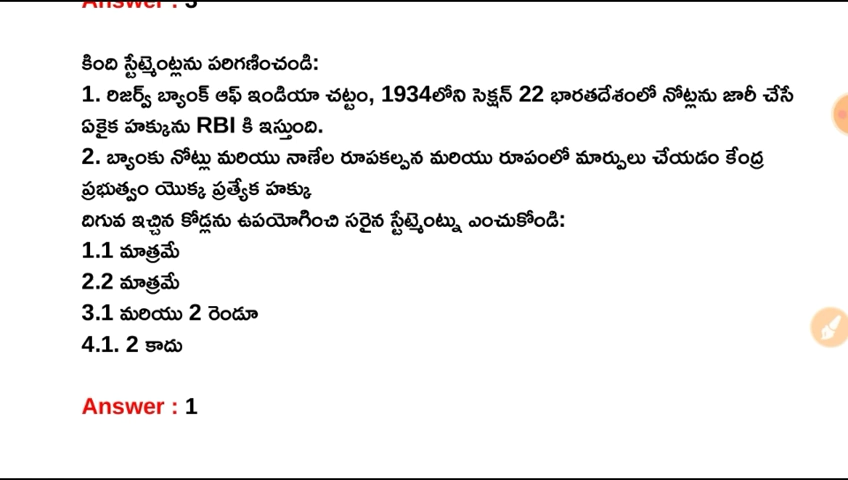 Answer : 3
కింది స్టేట్మెంట్లను పరిగణించండి:
1. రిజర్వ్ బ్యాంక్ ఆఫ్ ఇండియా చట్టం, 1934లోని సెక్షన్ 22 భారతదేశంలో నోట్లను జారీ చేసే
ఏకైక హక్కును RBI కి ఇస్తుంది.
2. బ్యాంకు నోట్లు మరియు నాణేల రూపకల్పన మరియు రూపంలో మార్పులు చేయడం కేంద్ర
ప్రభుత్వం యొక్క ప్రత్యేక హక్కు
దిగువ ఇచ్చిన కోడ్లను ఉపయోగించి సరైన స్టేట్మెంట్ను ఎంచుకోండి:
1.1 మాత్రమే
2.2 మాత్రమే
3.1 మరియు 2 రెండూ
4.1. 2 కాదు
Answer : 1